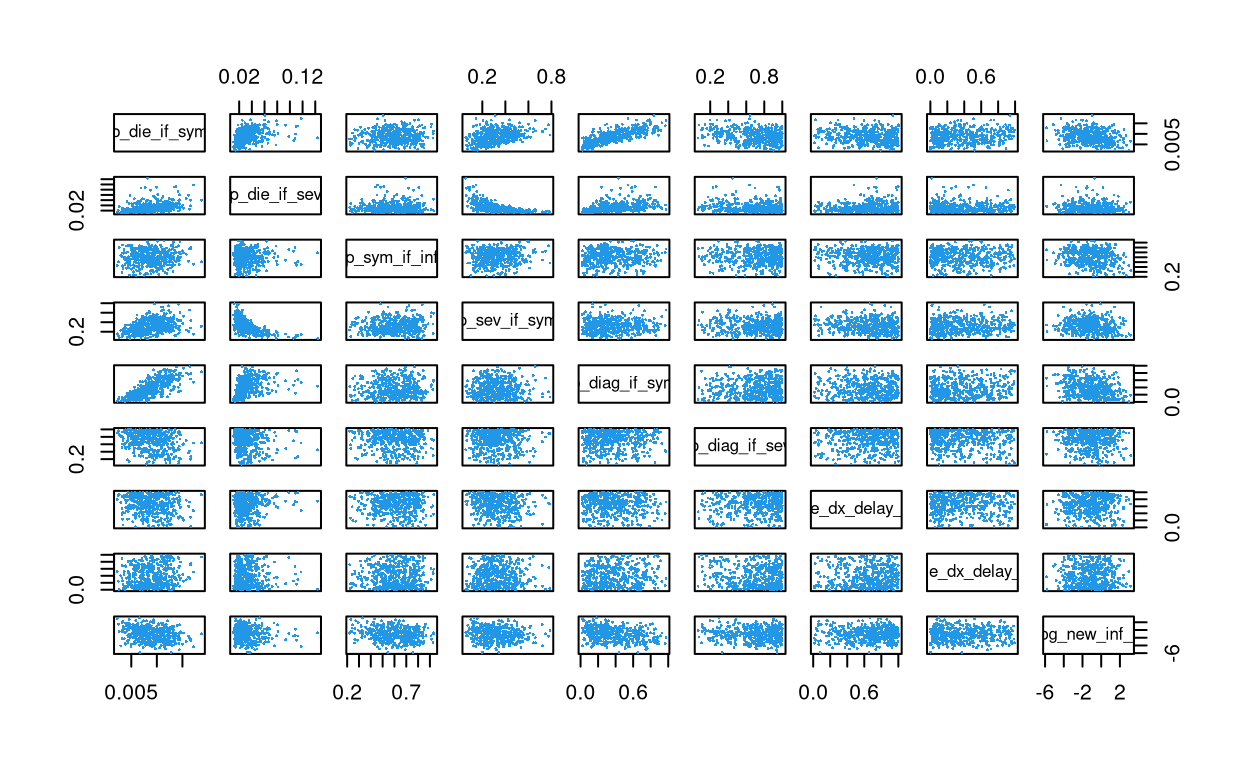 0.02 0.12 0.2 0.8 0.2 0.8 0.0 0.6
p_die_if_sym 0.005
0.02 p_die_if_sev
p_sym_if_inf 0.2
0.2 p_sev_if_sym
_diag_if_sym 0.0
0.2 p_diag_if_sev
e_dx_delay_ 0.0
0.0 e_dx_delay_
og_new_inf_ -6
0.005 0.2 0.7 0.0 0.6 0.0 0.6 -6 -2 2